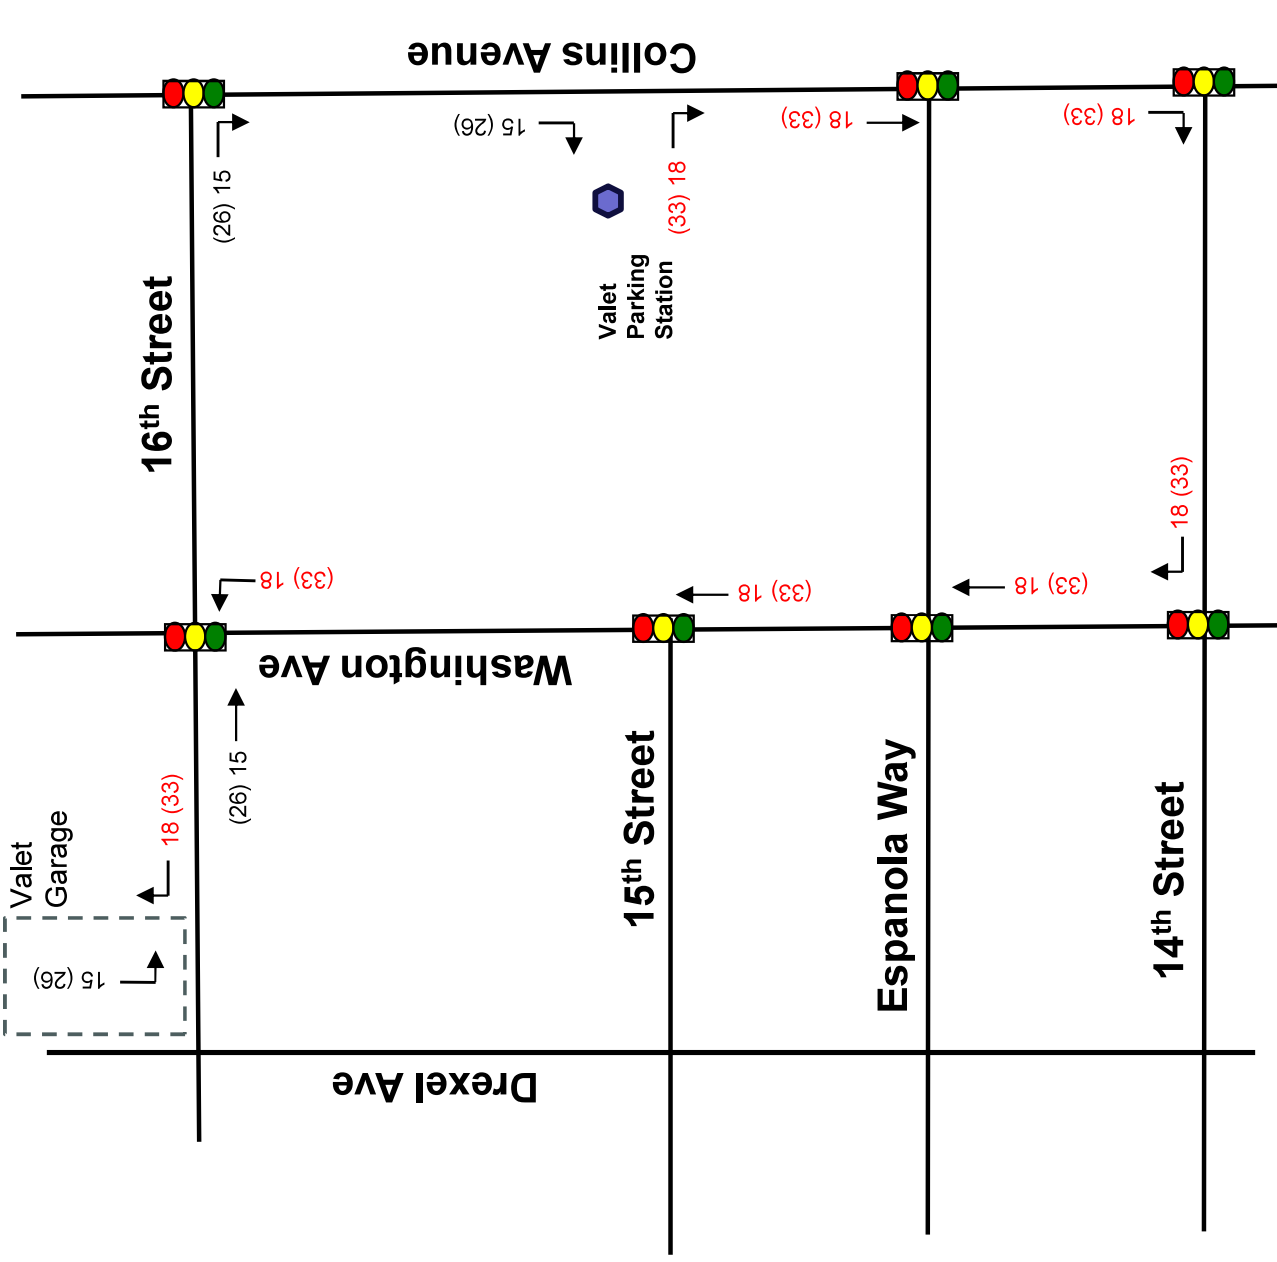 Collins Avenue
(26) 15
15 (26)
(33) 18
18 (33)
18 (33)
16th Street
Valet
Parking
Station
18 (33)
(33) 18
(33) 18
(33) 18
Washington Ave
(26) 15
18 (33)
Valet
Garage
15 (26)
15th Street
Espanola Way
14th Street
Drexel Ave